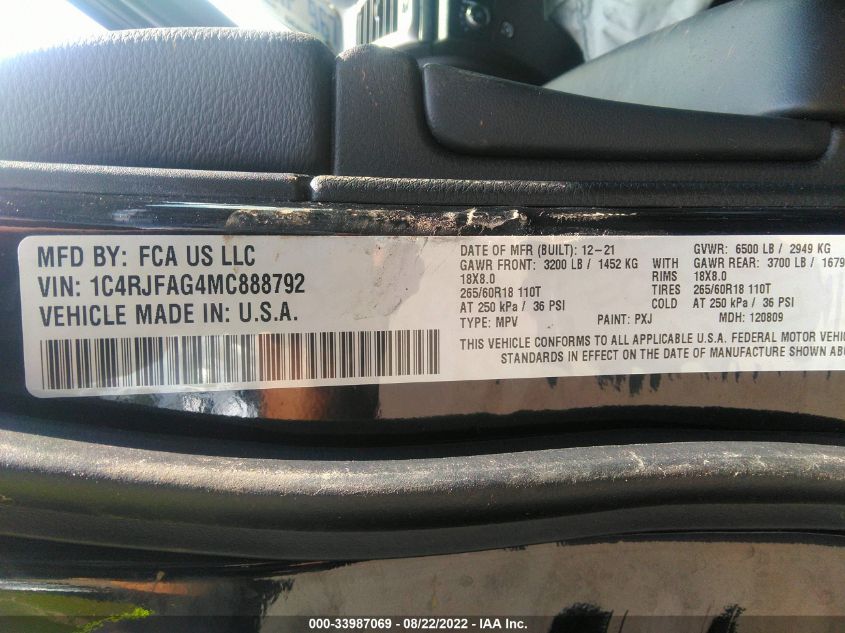 MFD BY: FCA US LLC
VIN: 1C4RJFAG4MC888792
VEHICLE MADE IN: U.S.A.
DATE OF MFR (BUILT): 12-21 GVWR: 6500 LB / 2949 KG
GAWR FRONT: 3200 LB / 1452 KG WITH GAWR REAR: 3700 LB / 1679
18X8.0 RIMS 18X8.0
265/60R18 110T TIRES 265/60R18 110T
AT 250 kPa / 36 PSI COLD AT 250 kPa / 36 PSI
TYPE: MPV PAINT: PXJ MDH: 120809
THIS VEHICLE CONFORMS TO ALL APPLICABLE U.S.A. FEDERAL MOTOR VEHIC
STANDARDS IN EFFECT ON THE DATE OF MANUFACTURE SHOWN ABO
000-33987069 - 08/22/2022 - IAA Inc.